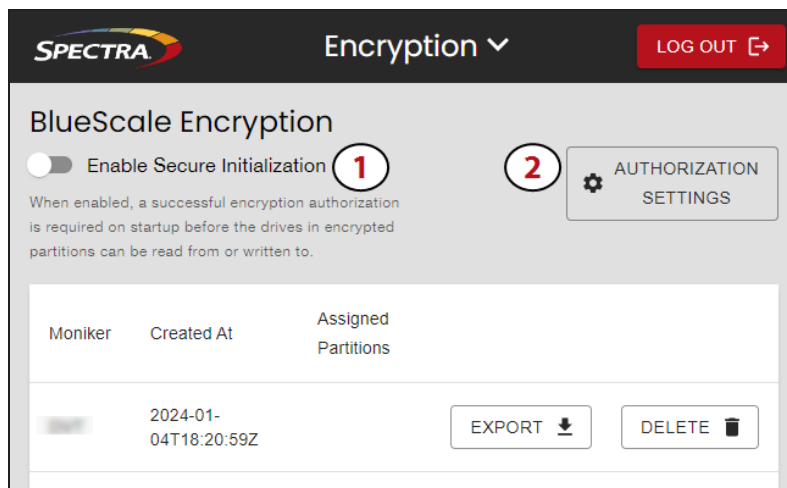 SPECTRA
Encryption
LOG OUT
BlueScale Encryption
Enable Secure Initialization
1
2
AUTHORIZATION
SETTINGS
When enabled, a successful encryption authorization
is required on startup before the drives in encrypted
partitions can be read from or written to.
Moniker
Created At
Assigned
Partitions
2024-01-
04T18:20:59Z
EXPORT
DELETE